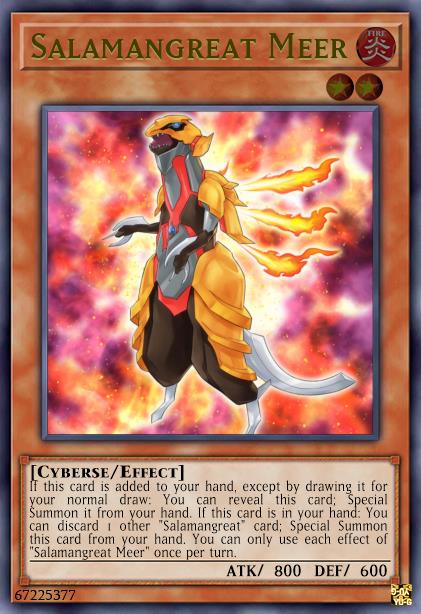 Salamangreat Meer
FIRE
炎
[Cyberse/Effect]
If this card is added to your hand, except by drawing it for
your normal draw: You can reveal this card; Special
Summon it from your hand. If this card is in your hand: You
can discard 1 other "Salamangreat" card; Special Summon
this card from your hand. You can only use each effect of
"Salamangreat Meer" once per turn.
ATK/ 800 DEF/ 600
67225377